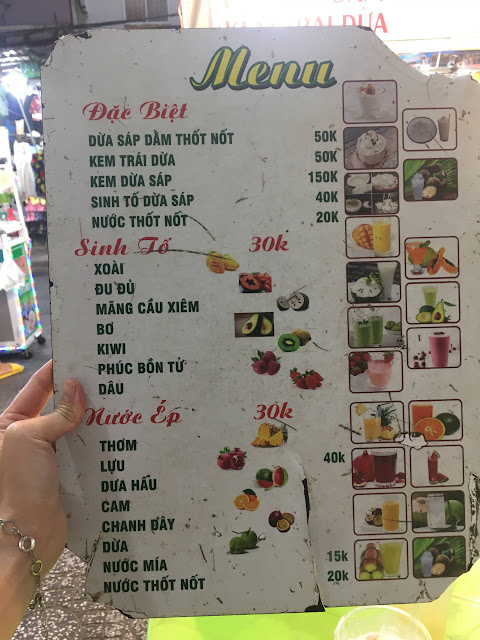 DỪA
Menu
Đặc Biệt
DỪA SÁP DẦM THỐT NỐT 50K
KEM TRÁI DỪA 50K
KEM DỪA SÁP 150K
SINH TỐ DỪA SÁP 40K
NƯỚC THỐT NỐT 20K
Sinh Tố 30k
XOÀI
ĐU ĐỦ
MÃNG CẦU XIÊM
BƠ
KIWI
PHÚC BỒN TỬ
DÂU
Nước Ép 30k
THƠM
LỰU 40k
DƯA HẤU
CAM
CHANH DÂY
DỪA
NƯỚC MÍA 15k
NƯỚC THỐT NỐT 20k